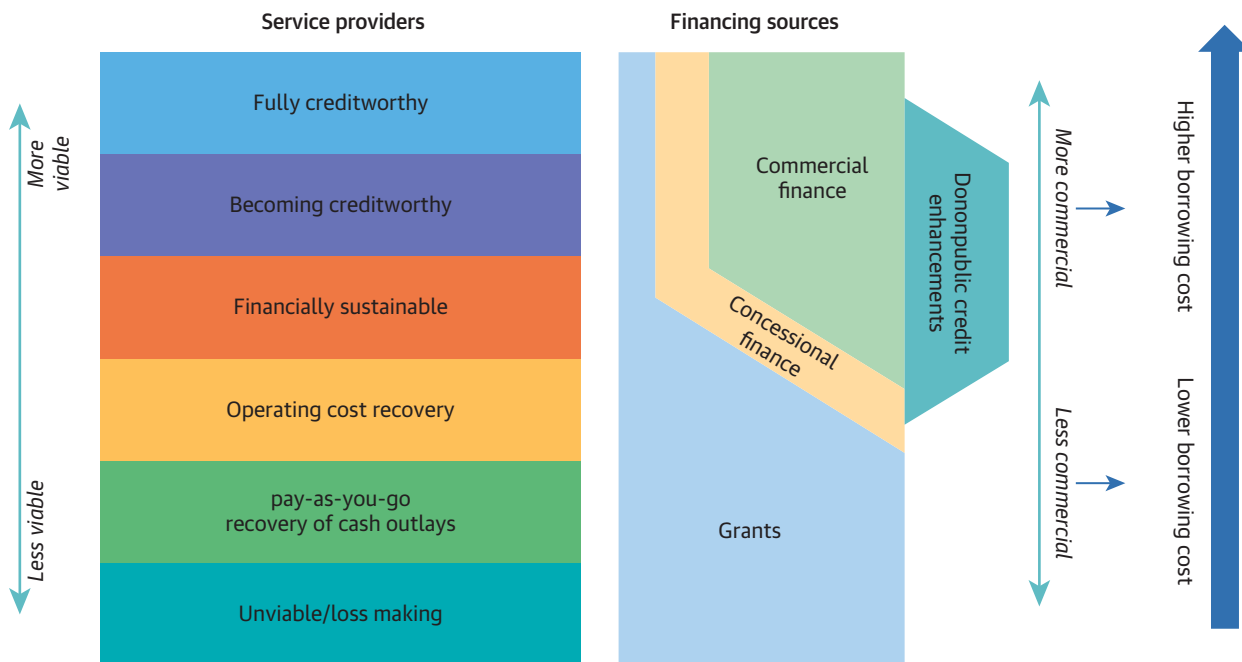 Service providers
Financing sources
More
viable
Less viable
Fully creditworthy
Becoming creditworthy
Financially sustainable
Operating cost recovery
pay-as-you-go
recovery of cash outlays
Unviable/loss making
Commercial
finance
Concessional
finance
Grants
Dononpublic credit
enhancements
More commercial
Less commercial
Higher borrowing cost
Lower borrowing cost